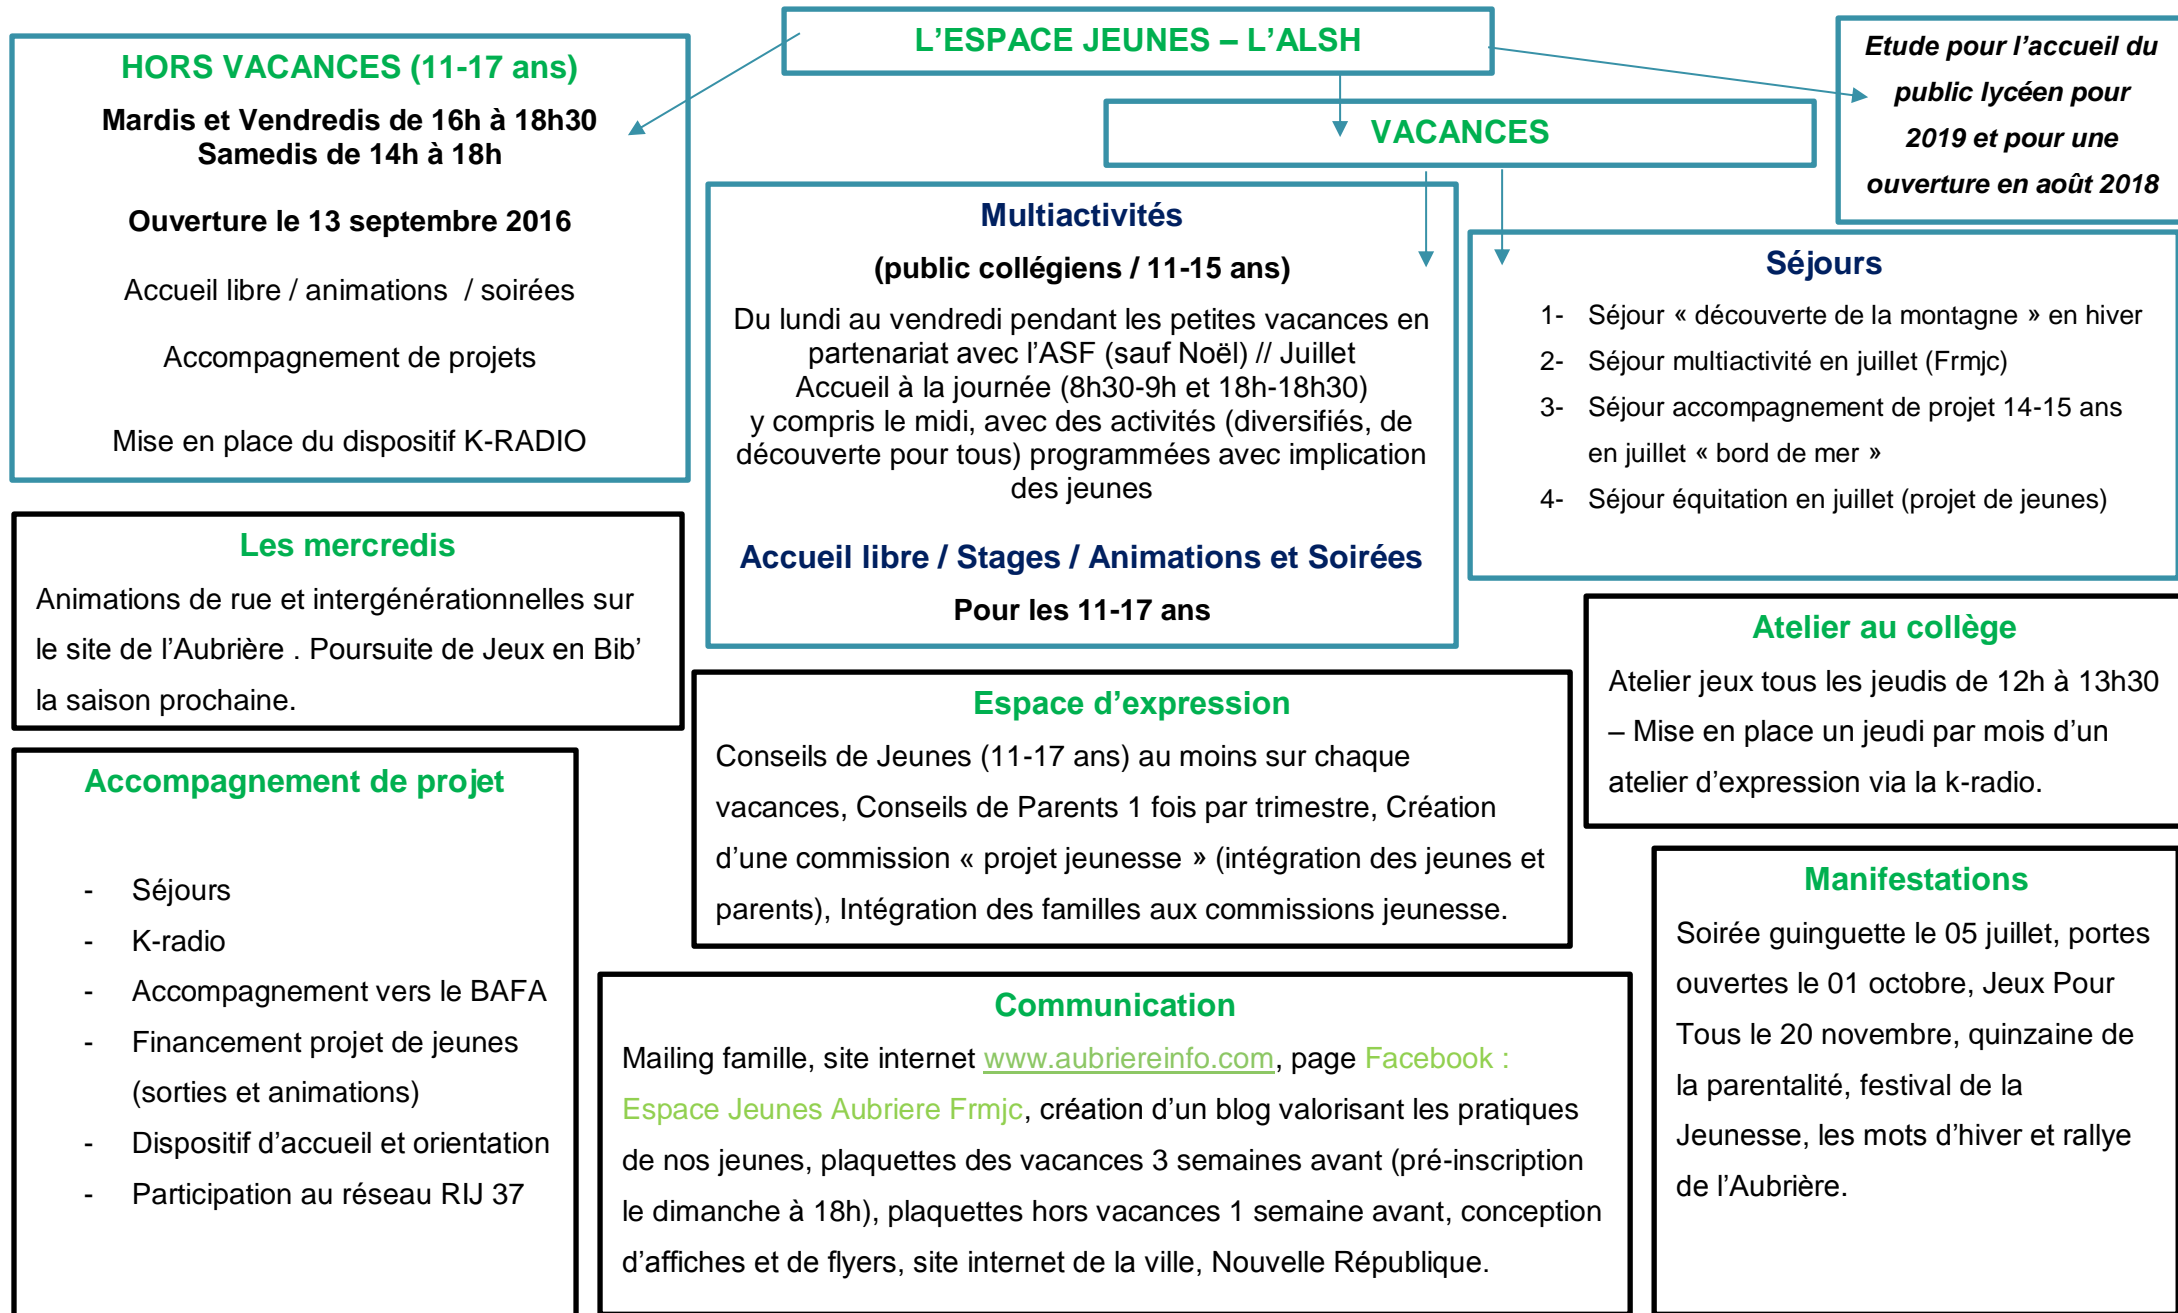 L’ESPACE JEUNES – L’ALSH
HORS VACANCES (11-17 ans)
Mardis et Vendredis de 16h à 18h30
Samedis de 14h à 18h
Ouverture le 13 septembre 2016
Accueil libre / animations  / soirées
Accompagnement de projets
Mise en place du dispositif K-RADIO
VACANCES
Etude pour l’accueil du
public lycéen pour
2019 et pour une
ouverture en août 2018
Multiactivités
(public collégiens / 11-15 ans)
Du lundi au vendredi pendant les petites vacances en
partenariat avec l’ASF (sauf Noël) // Juillet
Accueil à la journée (8h30-9h et 18h-18h30)
y compris le midi, avec des activités (diversifiés, de
découverte pour tous) programmées avec implication
des jeunes
Accueil libre / Stages / Animations et Soirées
Pour les 11-17 ans
Séjours
1- Séjour « découverte de la montagne » en hiver
2- Séjour multiactivité en juillet (Frmjc)
3- Séjour accompagnement de projet 14-15 ans
en juillet « bord de mer »
4- Séjour équitation en juillet (projet de jeunes)
Les mercredis
Animations de rue et intergénérationnelles sur
le site de l’Aubrière . Poursuite de Jeux en Bib’
la saison prochaine.
Atelier au collège
Atelier jeux tous les jeudis de 12h à 13h30
– Mise en place un jeudi par mois d’un
atelier d’expression via la k-radio.
Espace d’expression
Conseils de Jeunes (11-17 ans) au moins sur chaque
vacances, Conseils de Parents 1 fois par trimestre, Création
d’une commission « projet jeunesse » (intégration des jeunes et
parents), Intégration des familles aux commissions jeunesse.
Accompagnement de projet
- Séjours
- K-radio
- Accompagnement vers le BAFA
- Financement projet de jeunes
(sorties et animations)
- Dispositif d’accueil et orientation
- Participation au réseau RIJ 37
Manifestations
Soirée guinguette le 05 juillet, portes
ouvertes le 01 octobre, Jeux Pour
Tous le 20 novembre, quinzaine de
la parentalité, festival de la
Jeunesse, les mots d’hiver et rallye
de l’Aubrière.
Communication
Mailing famille, site internet www.aubriereinfo.com, page Facebook :
Espace Jeunes Aubriere Frmjc, création d’un blog valorisant les pratiques
de nos jeunes, plaquettes des vacances 3 semaines avant (pré-inscription
le dimanche à 18h), plaquettes hors vacances 1 semaine avant, conception
d’affiches et de flyers, site internet de la ville, Nouvelle République.